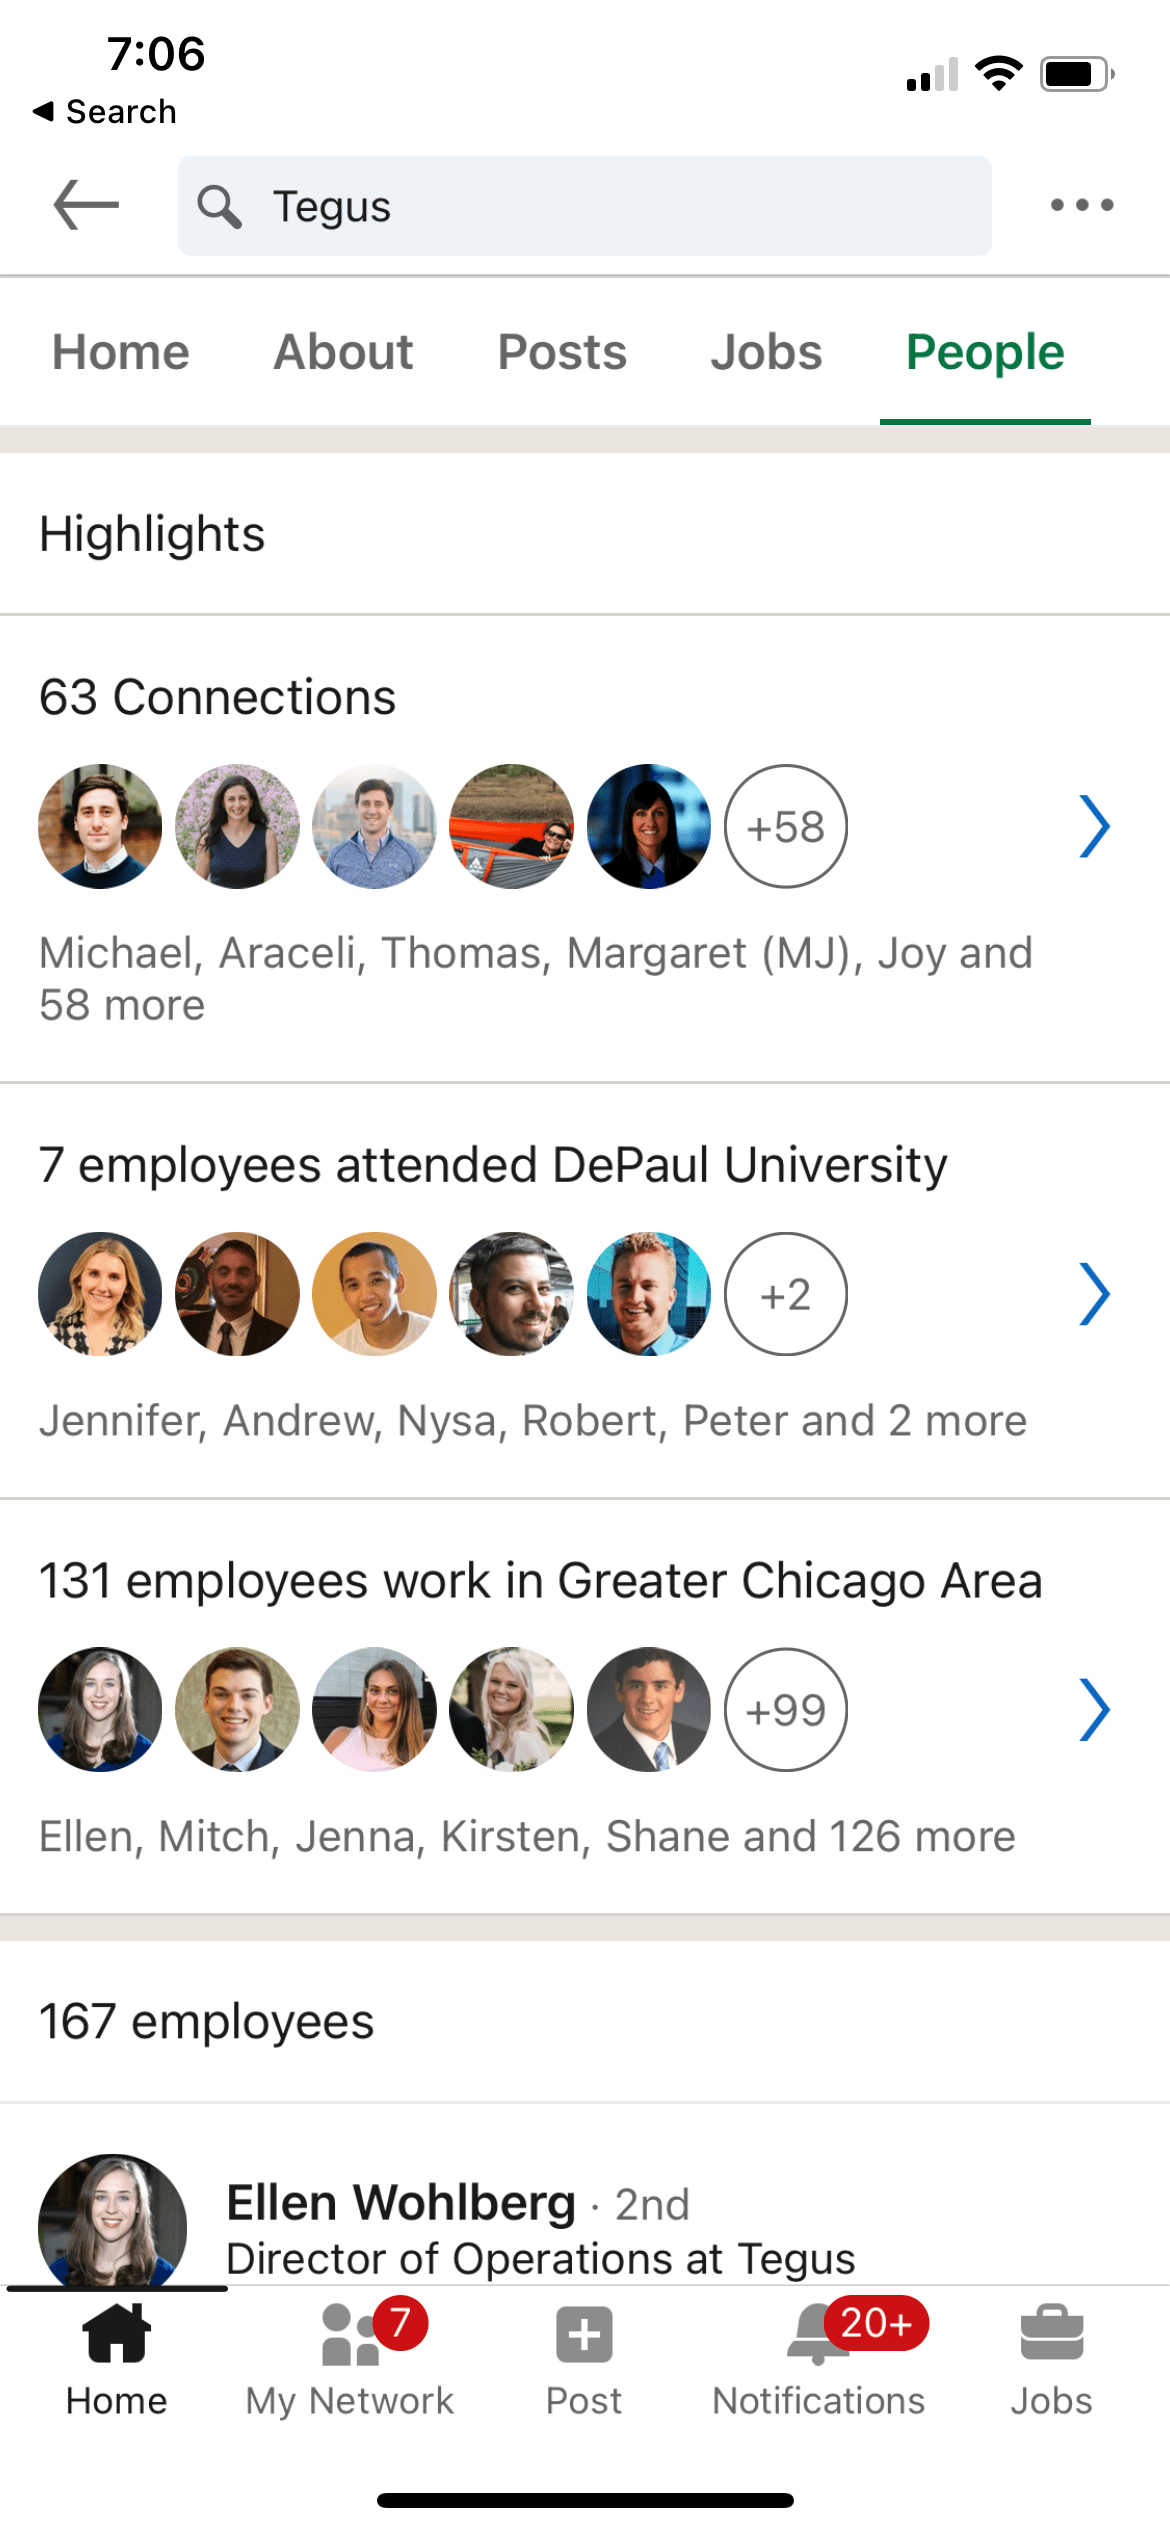 7:06
◀ Search
Tegus
Home About Posts Jobs People
Highlights
63 Connections
+58
Michael, Araceli, Thomas, Margaret (MJ), Joy and
58 more
7 employees attended DePaul University
+2
Jennifer, Andrew, Nysa, Robert, Peter and 2 more
131 employees work in Greater Chicago Area
+99
Ellen, Mitch, Jenna, Kirsten, Shane and 126 more
167 employees
Ellen Wohlberg · 2nd
Director of Operations at Tegus
7 20+
Home My Network Post Notifications Jobs